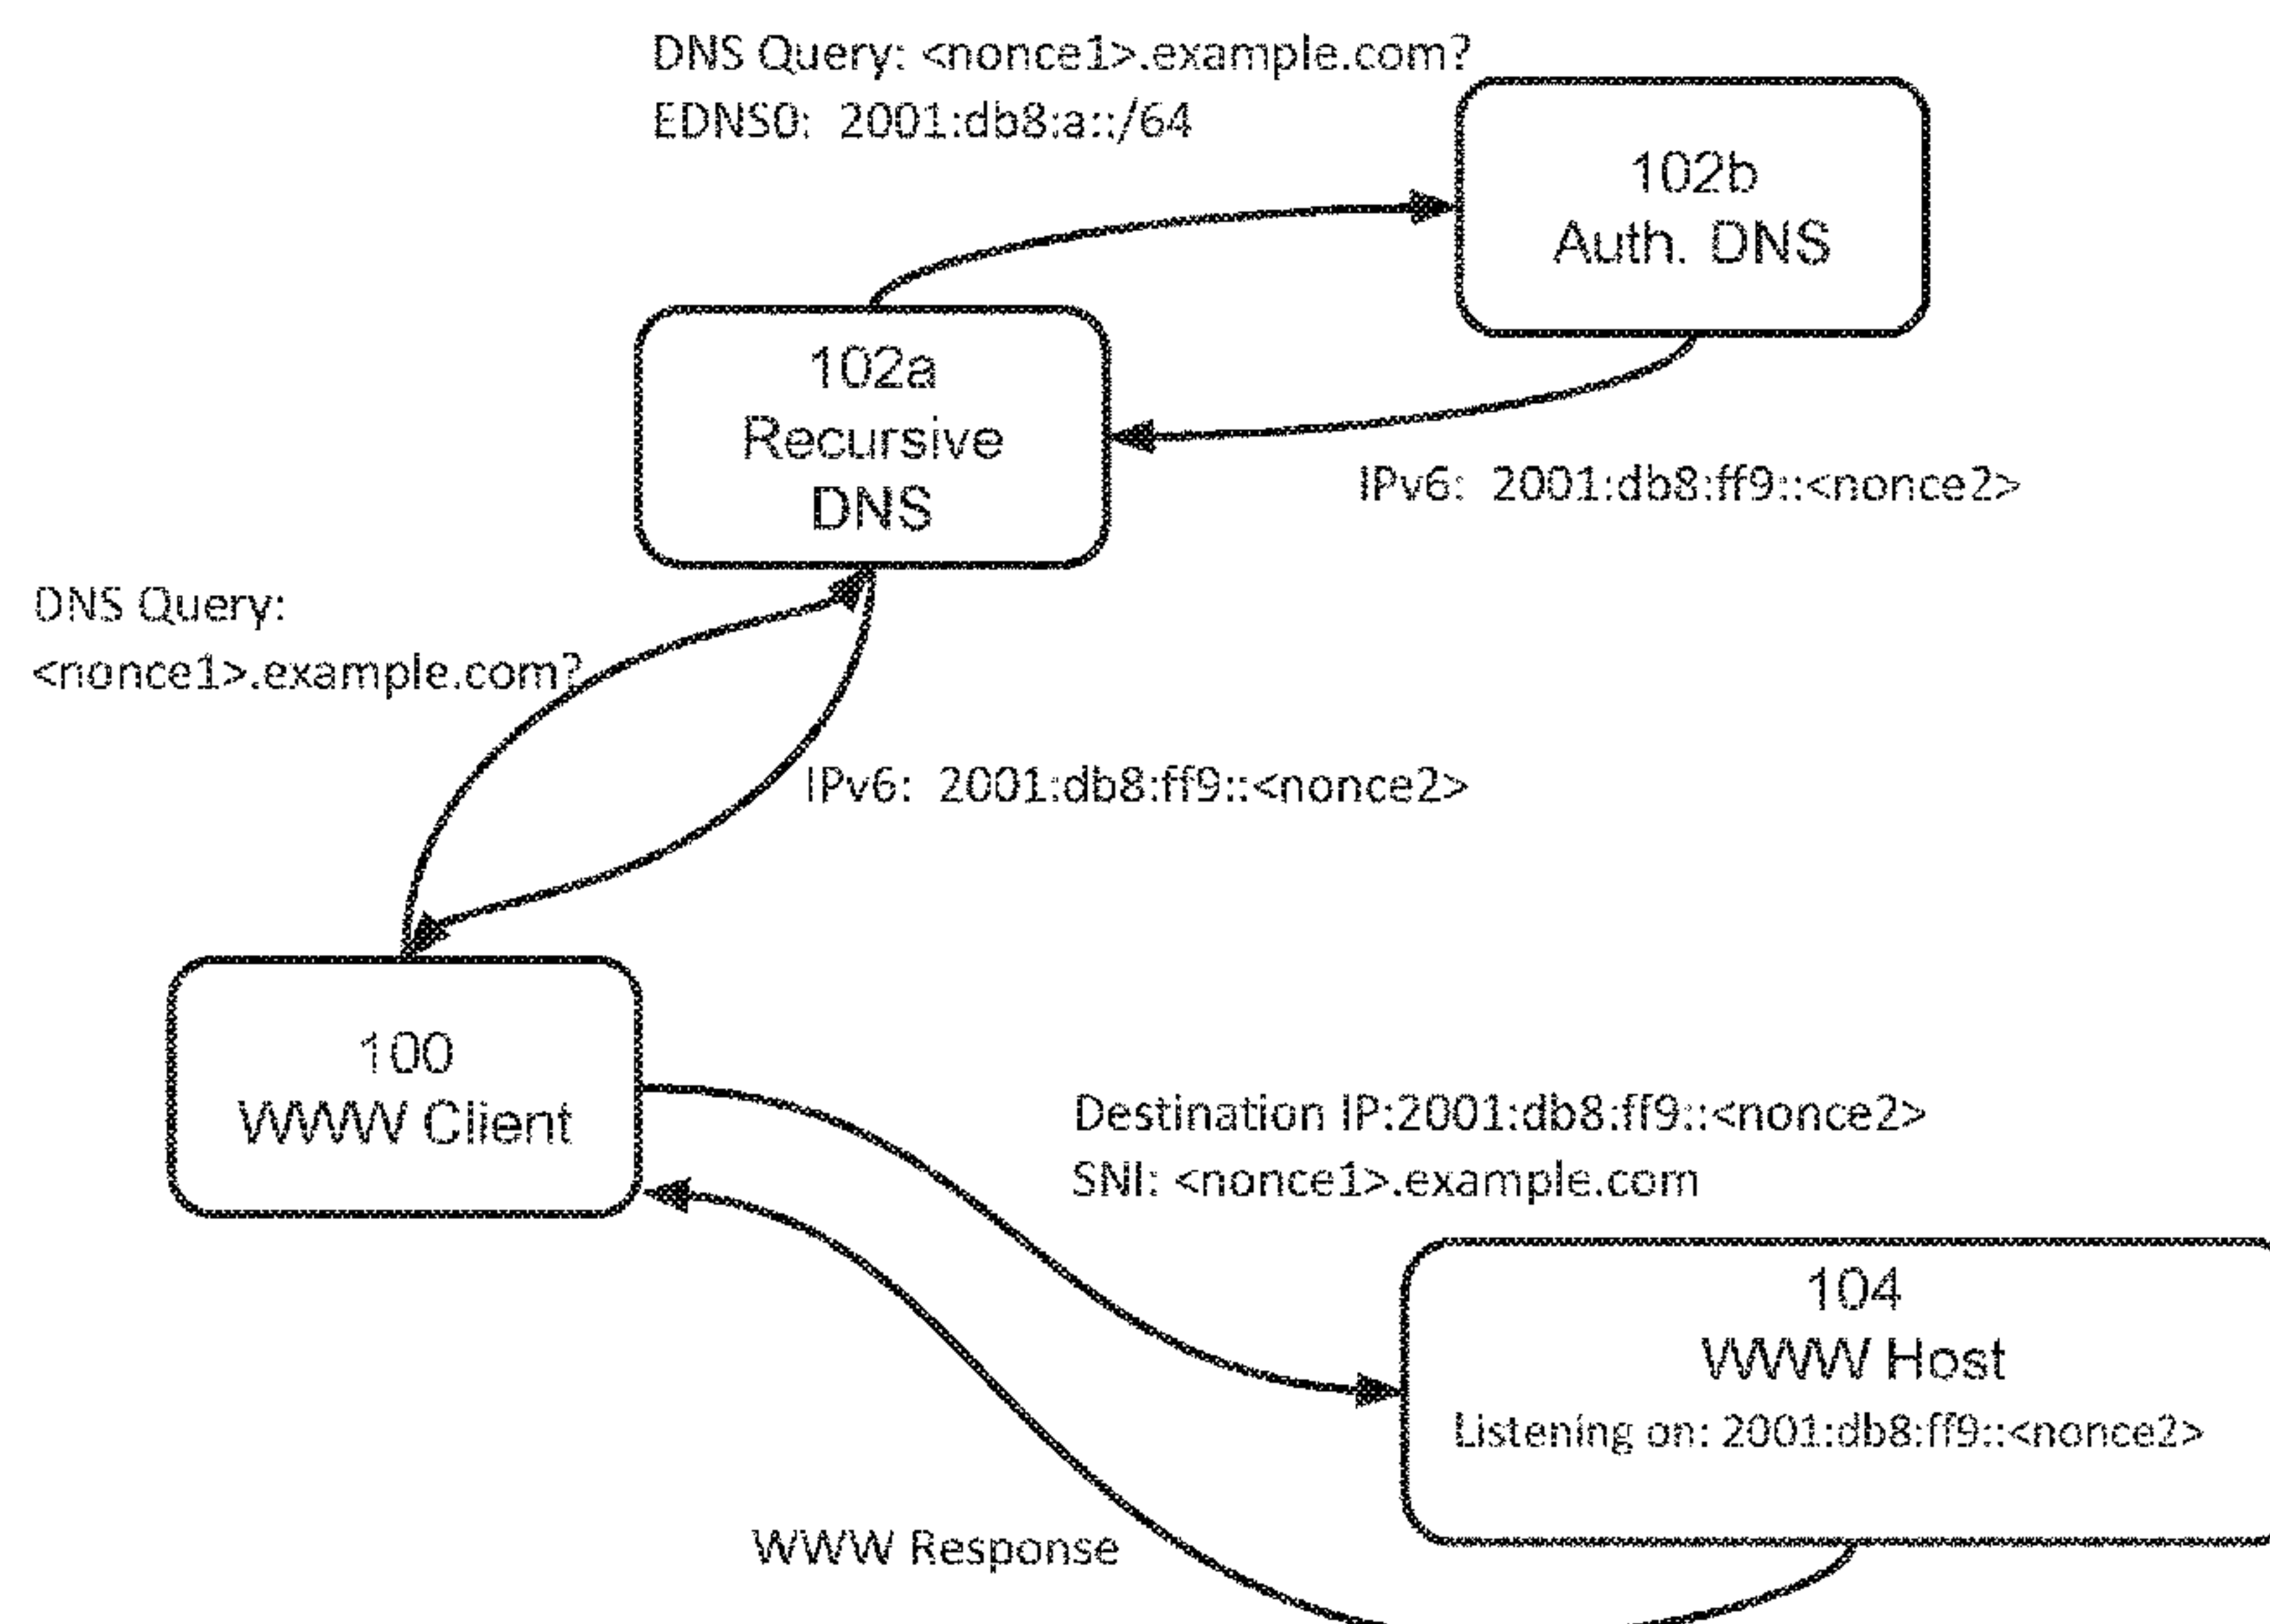 DNS Query: <nonce1>.example.com?
EDNS0: 2001:db8:a::/64
102b
Auth. DNS
102a
Recursive
DNS
IPv6: 2001:db8:ff9::<nonce2>
DNS Query:
<nonce1>.example.com?
IPv6: 2001:db8:ff9::<nonce2>
100
WWW Client
Destination IP:2001:db8:ff9::<nonce2>
SNI: <nonce1>.example.com
104
WWW Host
Listening on: 2001:db8:ff9::<nonce2>
WWW Response